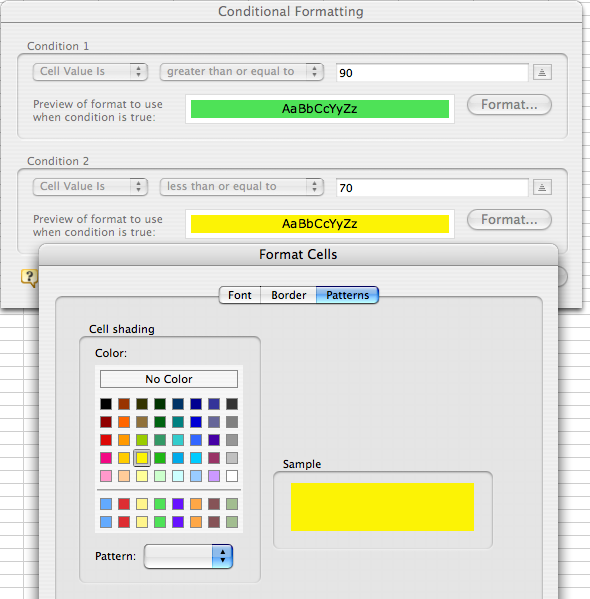 Conditional Formatting
Condition 1
Cell Value Is greater than or equal to 90
Preview of format to use
when condition is true:
AaBbCcYyZz Format...
Condition 2
Cell Value Is less than or equal to 70
Preview of format to use
when condition is true:
AaBbCcYyZz Format...
?
Format Cells
Font Border Patterns
Cell shading
Color:
No Color
Sample
Pattern: